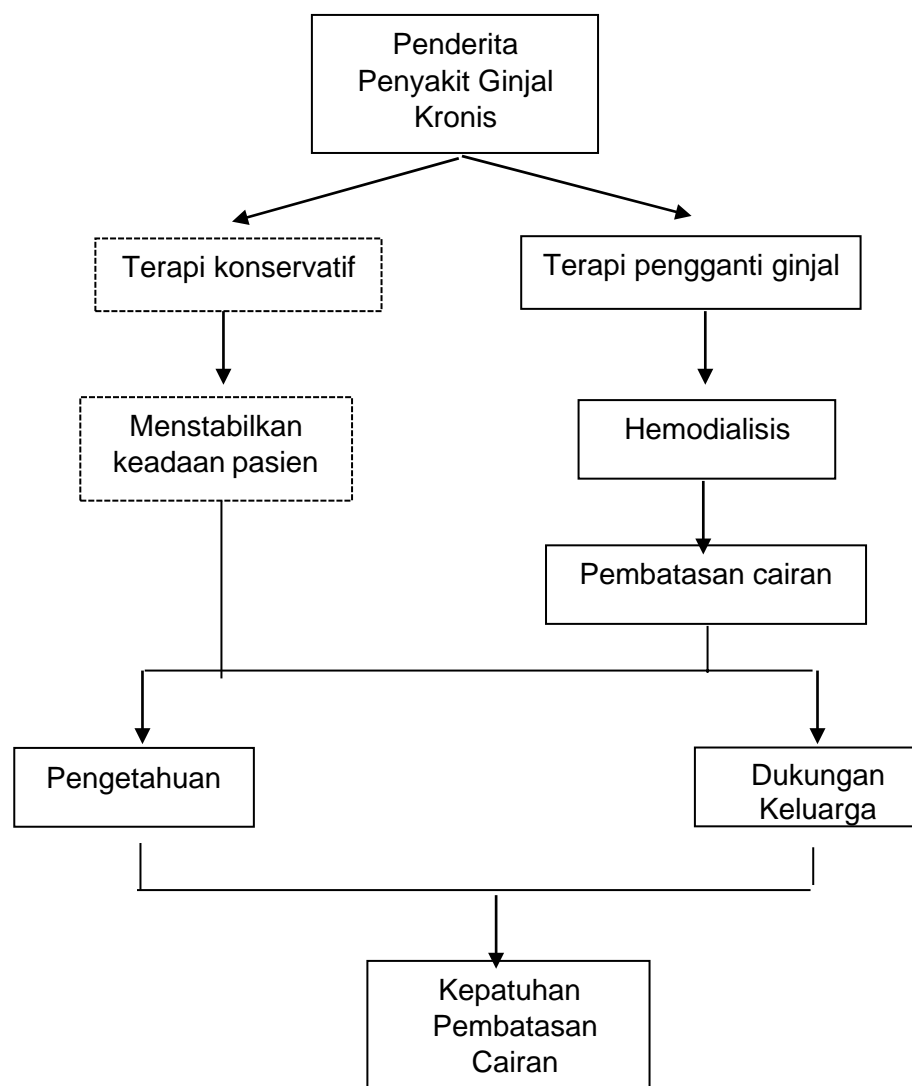 Penderita
Penyakit Ginjal
Kronis
Terapi konservatif
Terapi pengganti ginjal
Menstabilkan
keadaan pasien
Hemodialisis
Pembatasan cairan
Pengetahuan
Dukungan
Keluarga
Kepatuhan
Pembatasan
Cairan